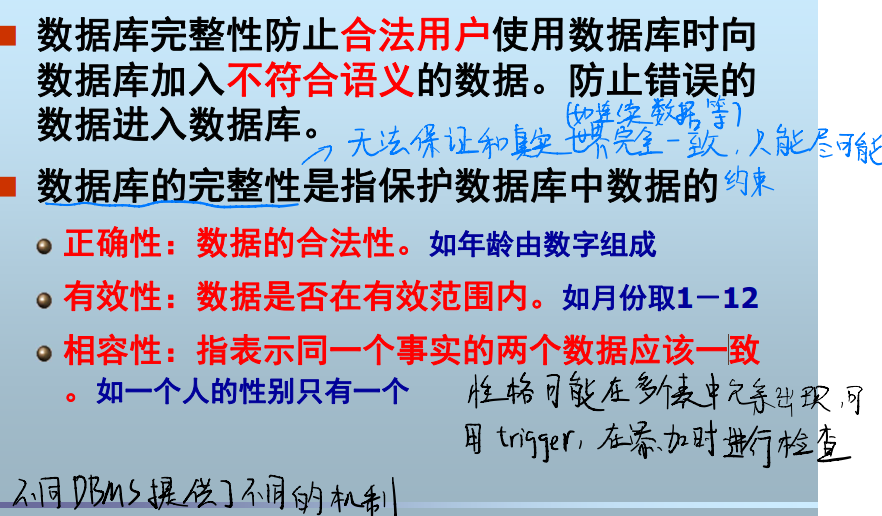 数据库完整性防止合法用户使用数据库时向
数据库加入不符合语义的数据。防止错误的
数据进入数据库。
(如连续数据等)
无法保证和真实世界完全一致，只能尽可能
约束
数据库的完整性是指保护数据库中数据的
正确性：数据的合法性。如年龄由数字组成
有效性：数据是否在有效范围内。如月份取1－12
相容性：指表示同一个事实的两个数据应该一致
。如一个人的性别只有一个
性格可能在多个表中冗余出现，可
用 trigger，在添加时进行检查
不同DBMS提供了不同的机制